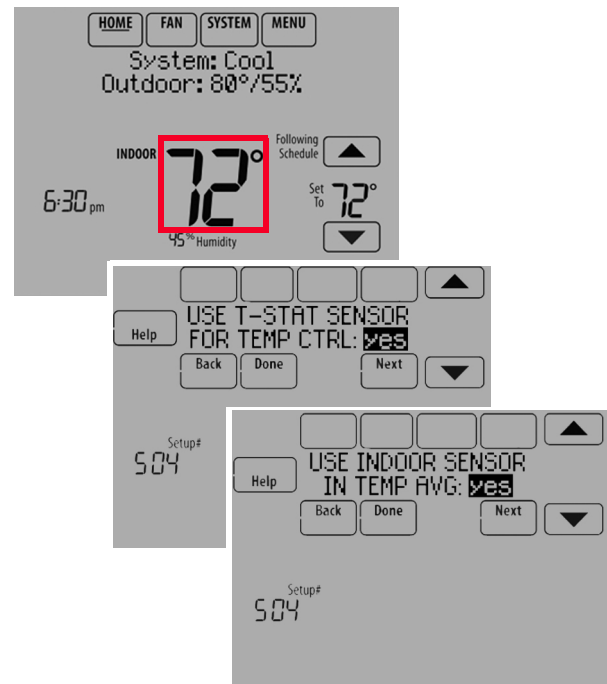 HOME FAN SYSTEM MENU
System: Cool
Outdoor: 80°/55%
Following
Schedule
INDOOR 72°
Set
To 72°
6:30 pm
45% Humidity
USE T-STAT SENSOR
Help FOR TEMP CTRL: yes
Back Done Next
Setup#
504
USE INDOOR SENSOR
Help IN TEMP AVG: yes
Back Done Next
Setup#
504